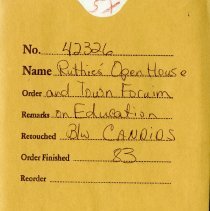 No. 42326
Name Ruthie's Open House
Order and Town Forum
Remarks on Education
Retouched B/W CANDIDS
Order Finished 83
Reorder